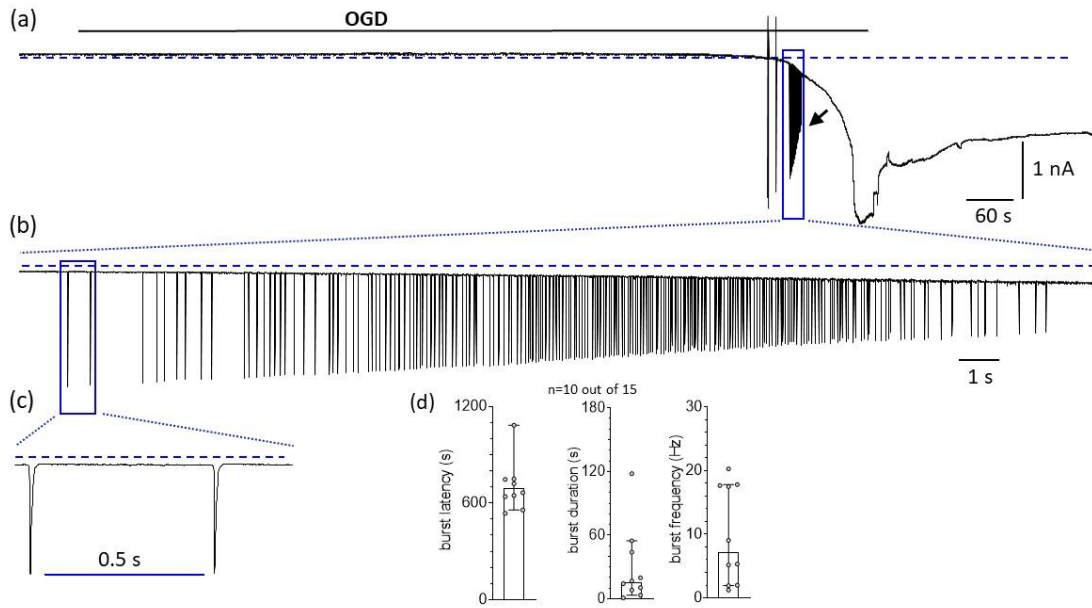 (a)
OGD
1 nA
60 s
(b)
1 s
(c)
0.5 s
(d)
n=10 out of 15
burst latency (s)
1200
600
0
burst duration (s)
180
120
60
0
burst frequency (Hz)
30
20
10
0